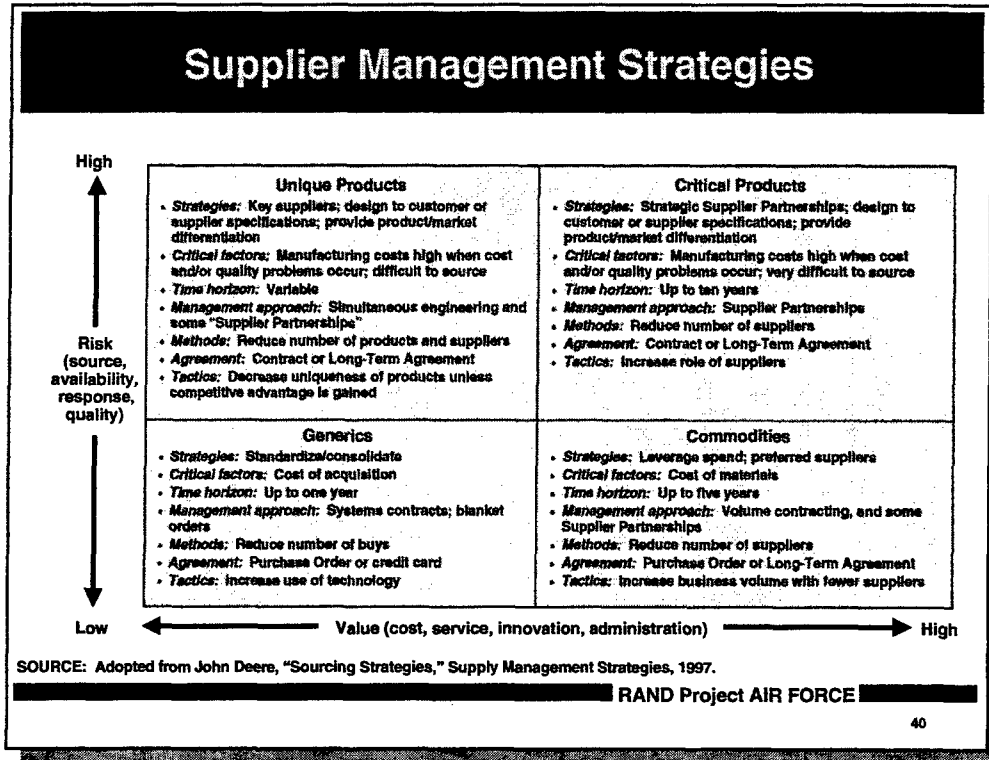 Supplier Management Strategies
High
Risk
(source,
availability,
response,
quality)
Low
Unique Products
• Strategies: Key suppliers; design to customer or
supplier specifications; provide product/market
differentiation
• Critical factors: Manufacturing costs high when cost
and/or quality problems occur; difficult to source
• Time horizon: Variable
• Management approach: Simultaneous engineering and
some "Supplier Partnerships"
• Methods: Reduce number of products and suppliers
• Agreement: Contract or Long-Term Agreement
• Tactics: Decrease uniqueness of products unless
competitive advantage is gained
Critical Products
• Strategies: Strategic Supplier Partnerships; design to
customer or supplier specifications; provide
product/market differentiation
• Critical factors: Manufacturing costs high when cost
and/or quality problems occur; very difficult to source
• Time horizon: Up to ten years
• Management approach: Supplier Partnerships
• Methods: Reduce number of suppliers
• Agreement: Contract or Long-Term Agreement
• Tactics: Increase role of suppliers
Generics
• Strategies: Standardize/consolidate
• Critical factors: Cost of acquisition
• Time horizon: Up to one year
• Management approach: Systems contracts; blanket
orders
• Methods: Reduce number of buys
• Agreement: Purchase Order or credit card
• Tactics: Increase use of technology
Commodities
• Strategies: Leverage spend; preferred suppliers
• Critical factors: Cost of materials
• Time horizon: Up to five years
• Management approach: Volume contracting, and some
Supplier Partnerships
• Methods: Reduce number of suppliers
• Agreement: Purchase Order or Long-Term Agreement
• Tactics: Increase business volume with fewer suppliers
Value (cost, service, innovation, administration)
High
SOURCE: Adopted from John Deere, "Sourcing Strategies," Supply Management Strategies, 1997.
RAND Project AIR FORCE
40